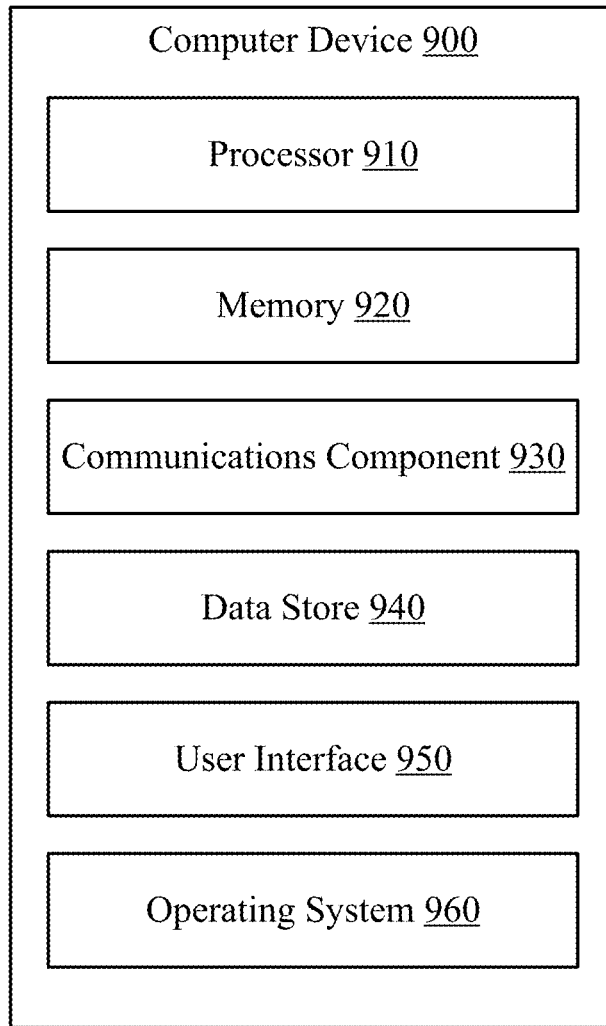 Computer Device 900
Processor 910
Memory 920
Communications Component 930
Data Store 940
User Interface 950
Operating System 960